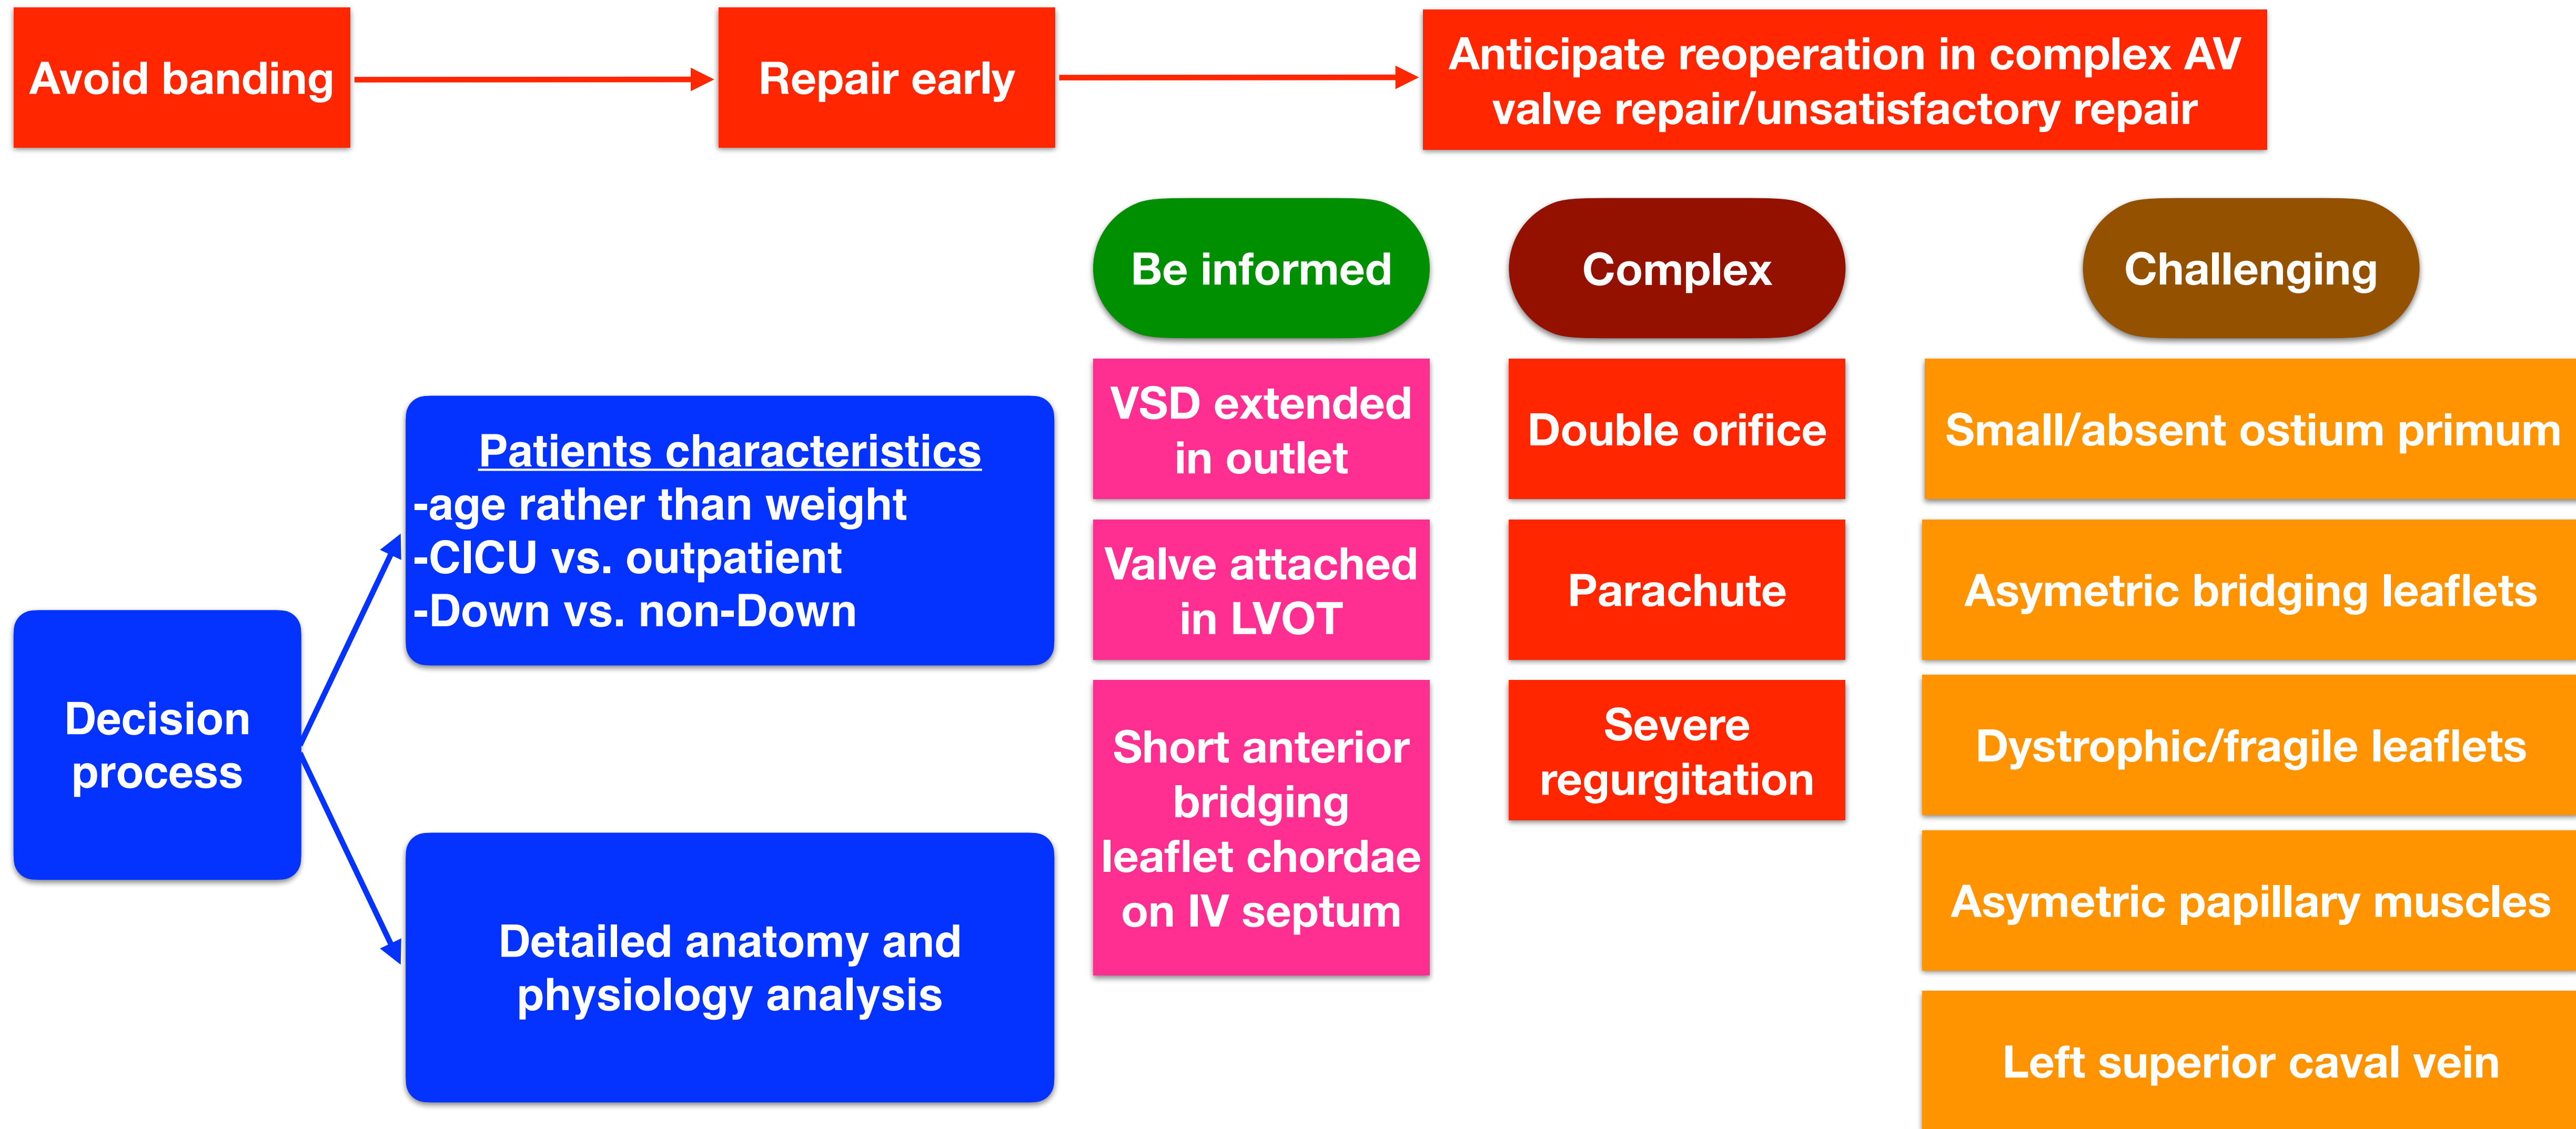 Avoid banding
Repair early
Anticipate reoperation in complex AV
valve repair/unsatisfactory repair
Decision
process
Patients characteristics
-age rather than weight
-CICU vs. outpatient
-Down vs. non-Down
Detailed anatomy and
physiology analysis
Be informed
VSD extended
in outlet
Valve attached
in LVOT
Short anterior
bridging
leaflet chordae
on IV septum
Complex
Double orifice
Parachute
Severe
regurgitation
Challenging
Small/absent ostium primum
Asymetric bridging leaflets
Dystrophic/fragile leaflets
Asymetric papillary muscles
Left superior caval vein